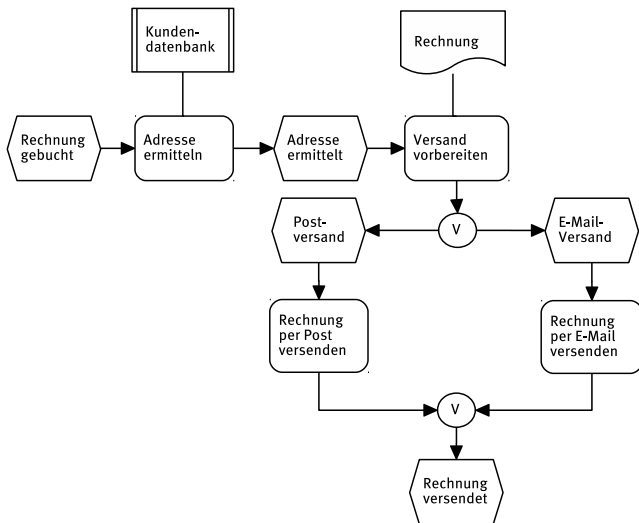 Kunden-
datenbank
Rechnung
Rechnung
gebucht
Adresse
ermitteln
Adresse
ermittelt
Versand
vorbereiten
Post-
versand
V
E-Mail-
Versand
Rechnung
per Post
versenden
Rechnung
per E-Mail
versenden
V
Rechnung
versendet